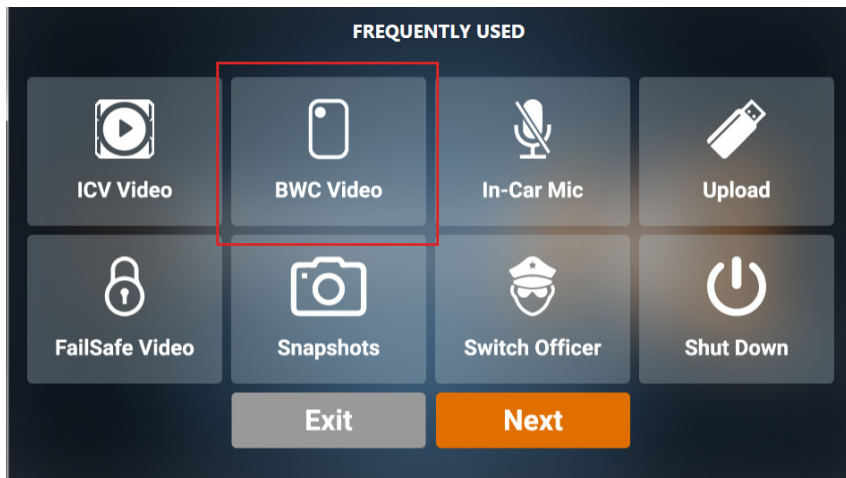 FREQUENTLY USED
ICV Video
BWC Video
In-Car Mic
Upload
FailSafe Video
Snapshots
Switch Officer
Shut Down
Exit
Next